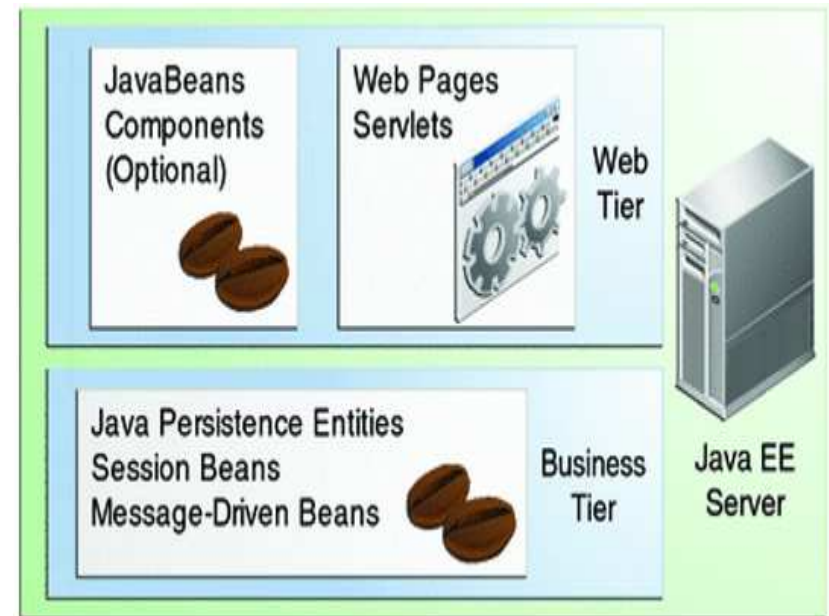 JavaBeans
Components
(Optional)
Web Pages
Servlets
Web
Tier
Java Persistence Entities
Session Beans
Message-Driven Beans
Business
Tier
Java EE
Server